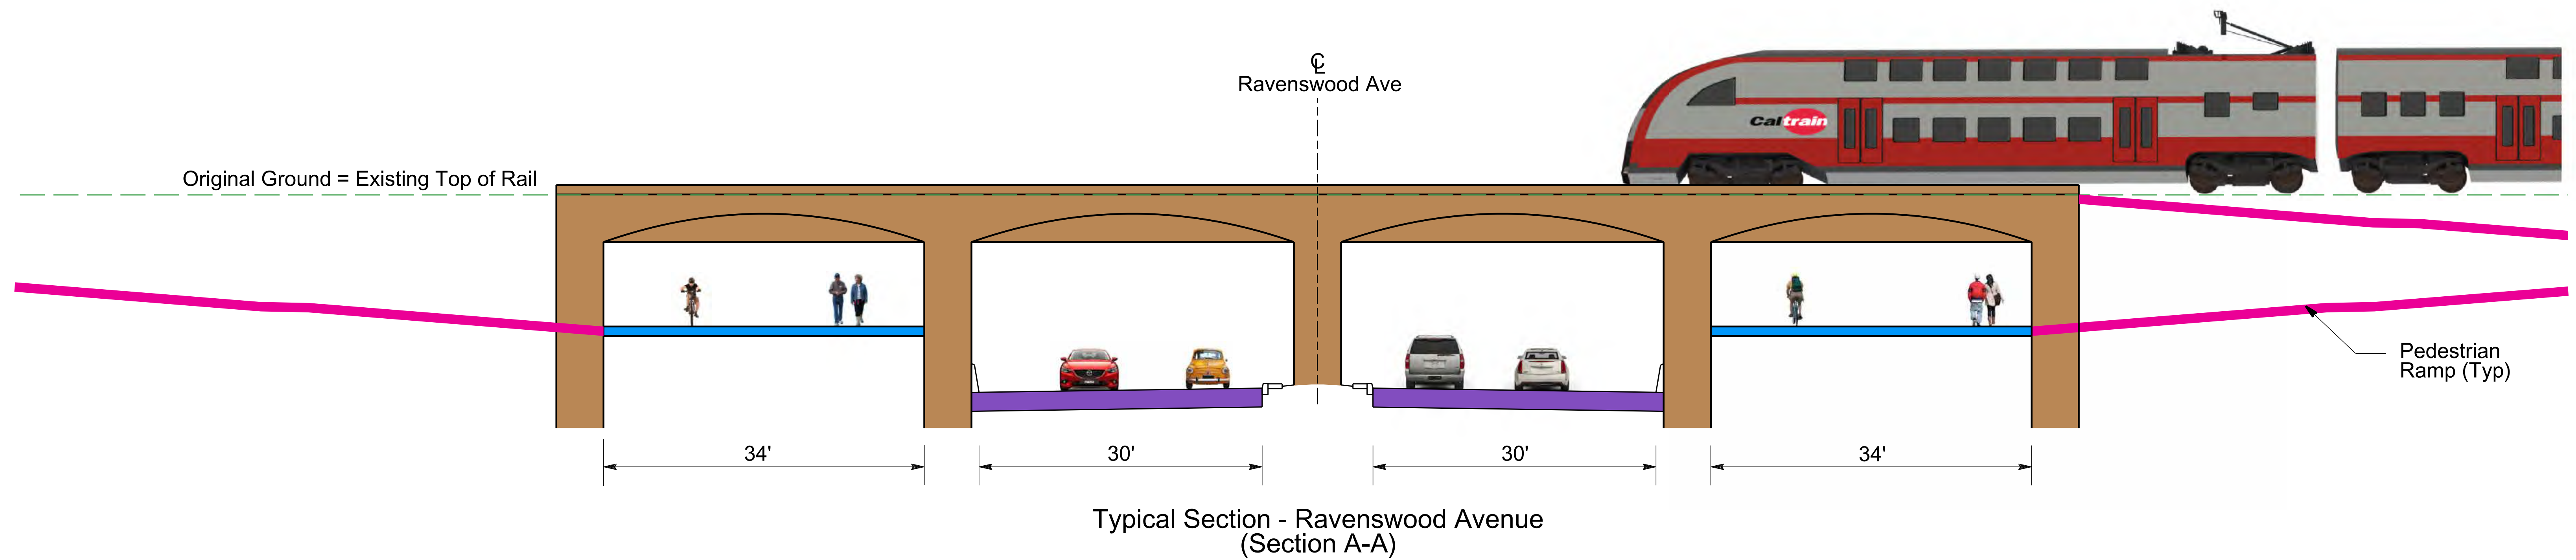 ℄
Ravenswood Ave
Caltrain
Original Ground = Existing Top of Rail
Pedestrian
Ramp (Typ)
34'
30'
30'
34'
Typical Section - Ravenswood Avenue
(Section A-A)